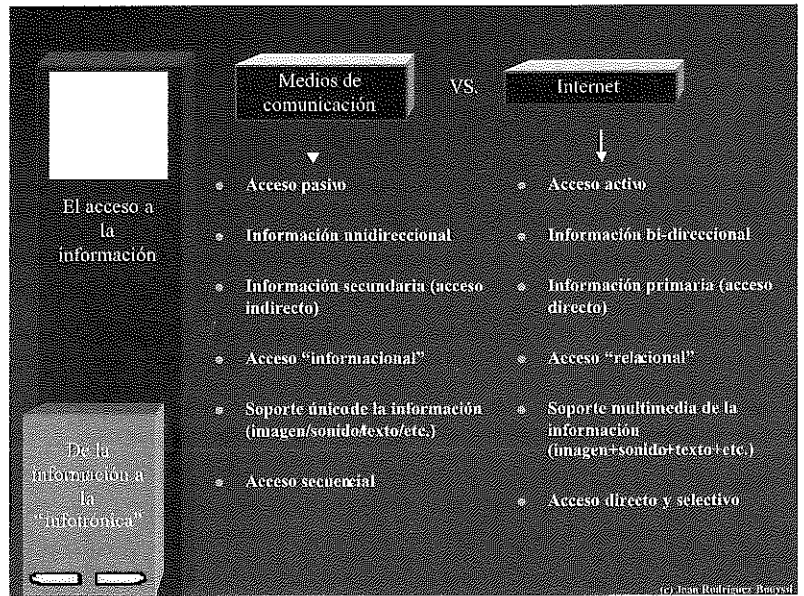 El acceso a
la
información
De la
información a
la
“infotrónica”
Medios de
comunicación
VS.
Internet
Acceso pasivo
Información unidireccional
Información secundaria (acceso
indirecto)
Acceso “informacional”
Soporte único de la información
(imagen/sonido/texto/etc.)
Acceso secuencial
Acceso activo
Información bi-direccional
Información primaria (acceso
directo)
Acceso “relacional”
Soporte multimedia de la
información
(imagen+sonido+texto+etc.)
Acceso directo y selectivo
(c) Joan Rodríguez